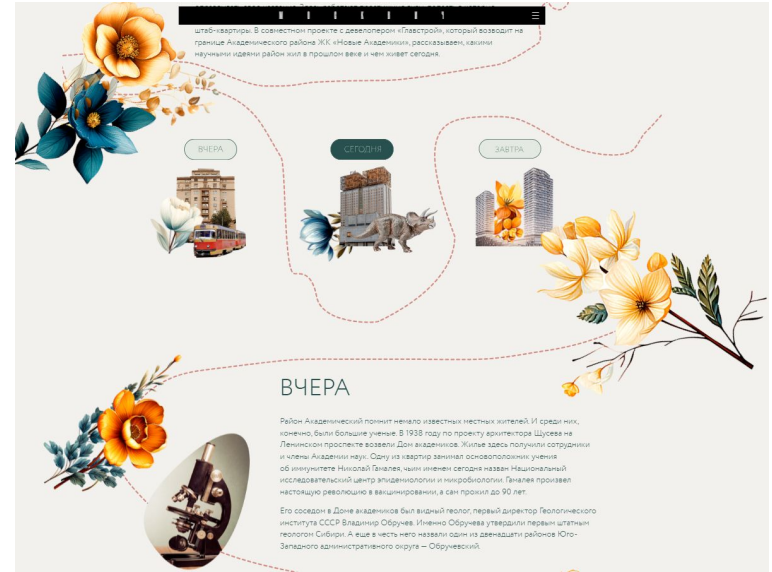 штаб-квартиры. В совместном проекте с девелопером «Главстрой», который возводит на
границе Академического района ЖК «Новые Академики», рассказываем, какими
научными идеями район жил в прошлом веке и чем живет сегодня.
ВЧЕРА
СЕГОДНЯ
ЗАВТРА
ВЧЕРА
Район Академический помнит немало известных местных жителей. И среди них,
конечно, были большие ученые. В 1938 году по проекту архитектора Щусева на
Ленинском проспекте возвели Дом академиков. Жилье здесь получили сотрудники
и члены Академии наук. Одну из квартир занимал основоположник учения
об иммунитете Николай Гамалея, чьим именем сегодня назван Национальный
исследовательский центр эпидемиологии и микробиологии. Гамалея произвел
настоящую революцию в вакцинировании, а сам прожил до 90 лет.
Его соседом в Доме академиков был видный геолог, первый директор Геологического
института СССР Владимир Обручев. Именно Обручева утвердили первым штатным
геологом Сибири. А еще в честь него назвали один из двенадцати районов Юго-
Западного административного округа — Обручевский.